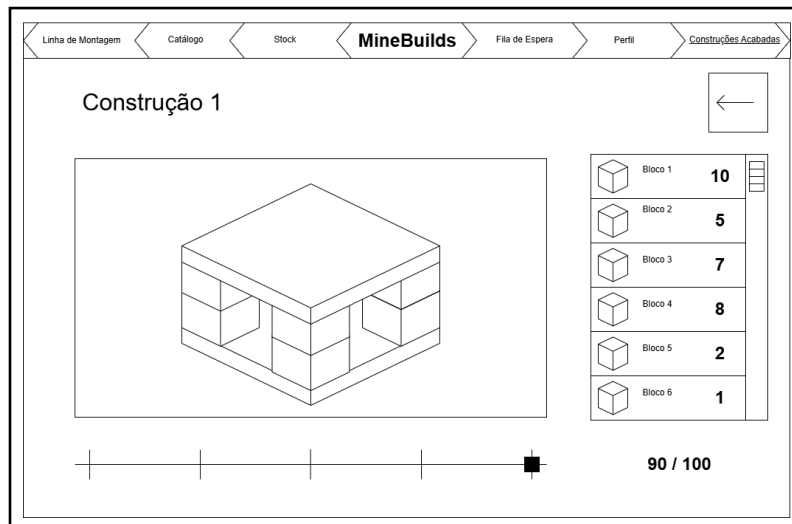 Linha de Montagem
Catálogo
Stock
MineBuilds
Fila de Espera
Perfil
Construções Acabadas
Construção 1
Bloco 1 10
Bloco 2 5
Bloco 3 7
Bloco 4 8
Bloco 5 2
Bloco 6 1
90 / 100